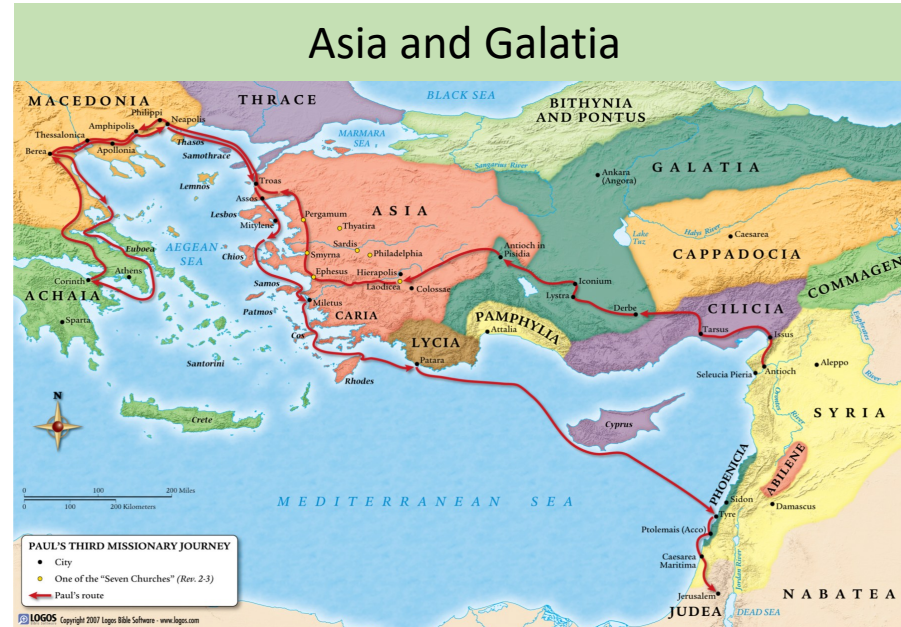 Asia and Galatia
MACEDONIA
THRACE
BLACK SEA
BITHYNIA
AND PONTUS
Philippi
Neapolis
Amphipolis
Thessalonica
Berea
Apollonia
Thasos
Samothrace
MARMARA
SEA
Sangarius River
GALATIA
Ankara
(Angora)
Lemnos
Troas
Assos
Lesbos
Mitylene
ASIA
Pergamum
Thyatira
Sardis
Philadelphia
Smyrna
AEGEAN
SEA
Chios
Euboea
Antioch in
Pisidia
Lake
Tuz
Halys River
Caesarea
CAPPADOCIA
COMMAGEN
Ephesus
Hierapolis
Laodicea
Colossae
Iconium
Lystra
Derbe
CILICIA
Tarsus
Issus
Euphrates
River
Corinth
Athens
ACHAIA
Sparta
Samos
Patmos
Miletus
CARIA
Cos
PAMPHYLIA
Attalia
LYCIA
Patara
Santorini
Rhodes
Seleucia Pieria
Antioch
Aleppo
Orontes
River
SYRIA
N
Crete
Cyprus
PHOENICIA
ABILENE
0 100 200 Miles
0 100 200 Kilometers
MEDITERRANEAN SEA
Sidon
Tyre
Damascus
Ptolemais (Acco)
Caesarea
Maritima
Jordan River
Jerusalem
JUDEA
DEAD SEA
NABATEA
PAUL'S THIRD MISSIONARY JOURNEY
City
One of the "Seven Churches" (Rev. 2-3)
Paul's route
LOGOS Copyright 2007 Logos Bible Software - www.logos.com